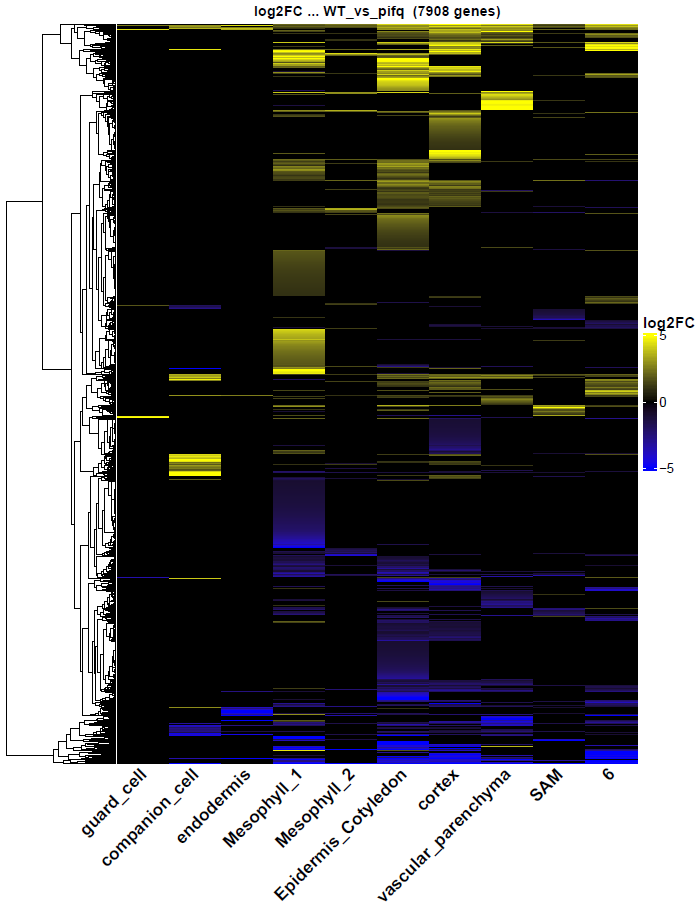 log2FC ... WT_vs_pifq (7908 genes)
log2FC
5
0
−5
guard_cell
companion_cell
endodermis
Mesophyll_1
Mesophyll_2
Epidermis_Cotyledon
cortex
vascular_parenchyma
SAM
6